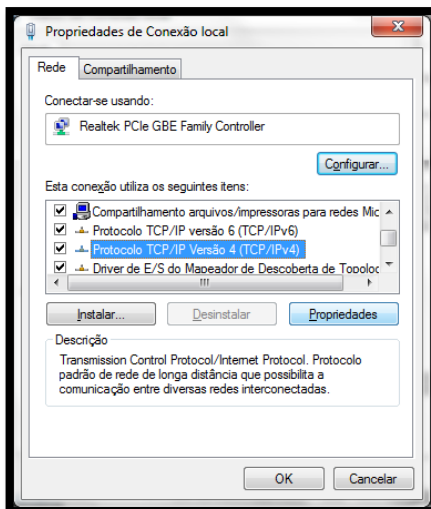 Propriedades de Conexão local
Rede
Compartilhamento
Conectar-se usando:
Realtek PCIe GBE Family Controller
Configurar...
Esta conexão utiliza os seguintes itens:
Compartilhamento arquivos/impressoras para redes Mic
Protocolo TCP/IP versão 6 (TCP/IPv6)
Protocolo TCP/IP Versão 4 (TCP/IPv4)
Driver de E/S do Mapeador de Descoberta de Topoloc
Instalar...
Desinstalar
Propriedades
Descrição
Transmission Control Protocol/Internet Protocol. Protocolo
padrão de rede de longa distância que possibilita a
comunicação entre diversas redes interconectadas.
OK
Cancelar